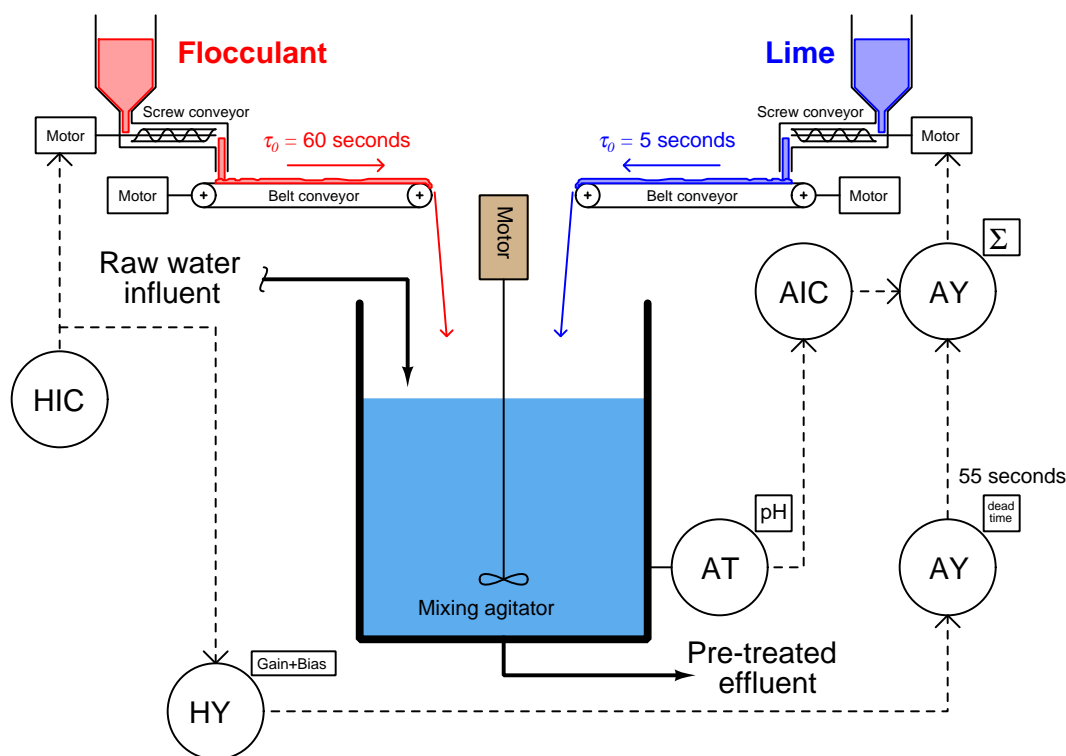 Flocculant
Lime
Screw conveyor
Screw conveyor
Motor
τ0 = 60 seconds
τ0 = 5 seconds
Motor
Motor
Belt conveyor
Belt conveyor
Motor
Motor
Σ
Raw water
influent
AIC
AY
HIC
55 seconds
pH
dead
time
AT
AY
Mixing agitator
Gain+Bias
Pre-treated
effluent
HY
+
+
+
+